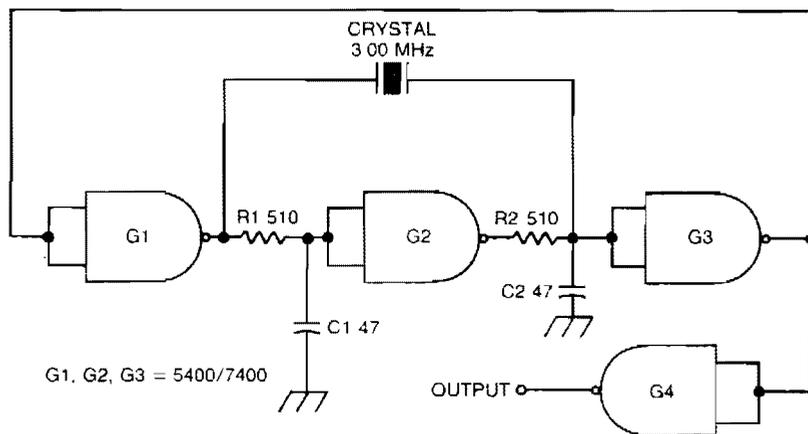 CRYSTAL
3 00 MHz
G1
R1 510
G2
R2 510
G3
C1 47
C2 47
G1, G2, G3 = 5400/7400
OUTPUT
G4